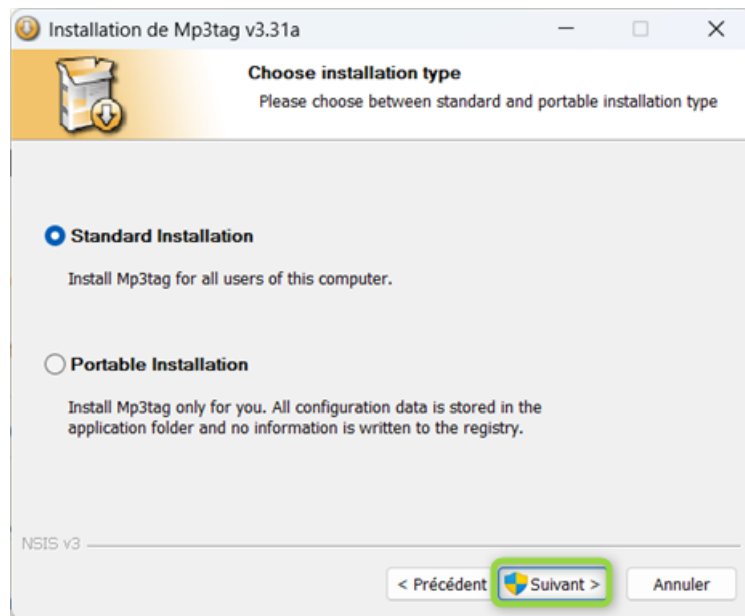 Installation de Mp3tag v3.31a
Choose installation type
Please choose between standard and portable installation type
Standard Installation
Install Mp3tag for all users of this computer.
Portable Installation
Install Mp3tag only for you. All configuration data is stored in the
application folder and no information is written to the registry.
NSIS v3
< Précédent Suivant > Annuler